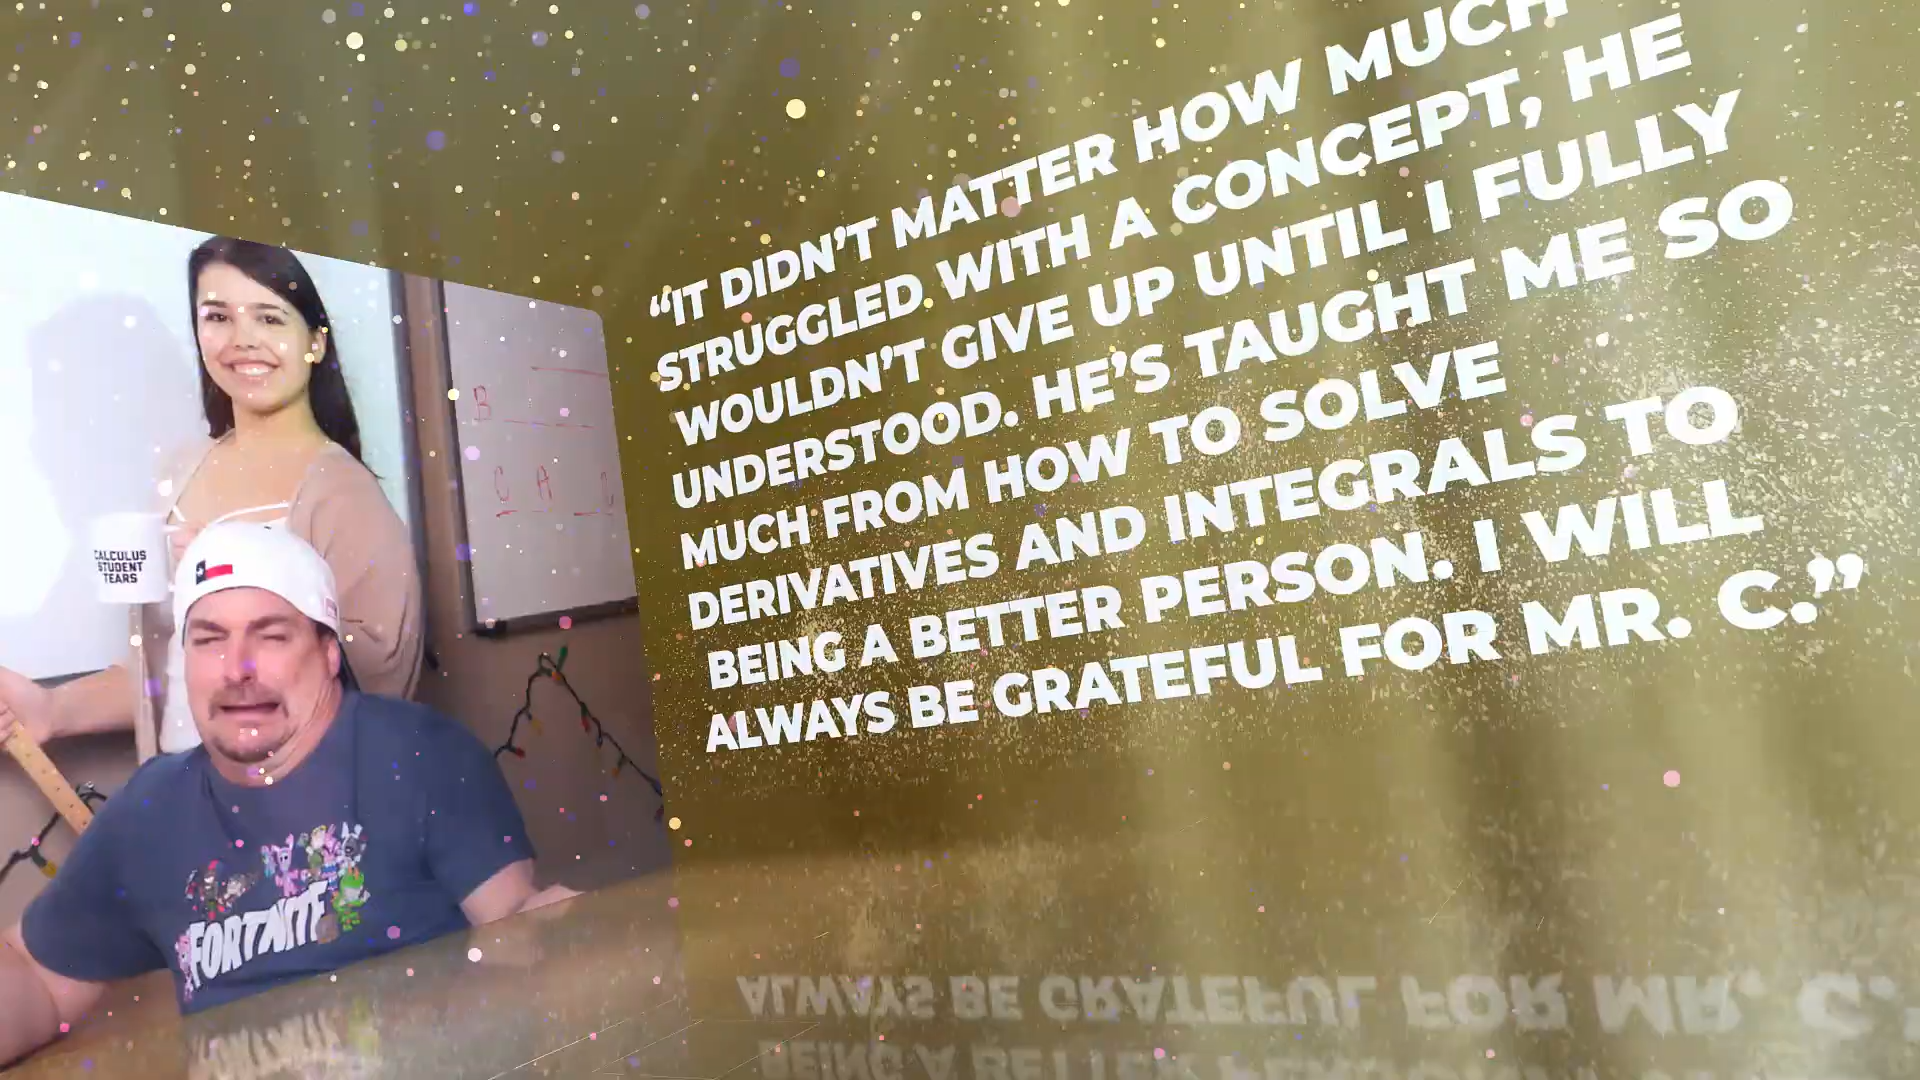 “IT DIDN’T MATTER HOW MUCH
STRUGGLED WITH A CONCEPT, HE
WOULDN’T GIVE UP UNTIL I FULLY
UNDERSTOOD. HE’S TAUGHT ME SO
MUCH FROM HOW TO SOLVE
DERIVATIVES AND INTEGRALS TO
BEING A BETTER PERSON. I WILL
ALWAYS BE GRATEFUL FOR MR. C.”
B
C A C
CALCULUS
STUDENT
TEARS
FORTNITE